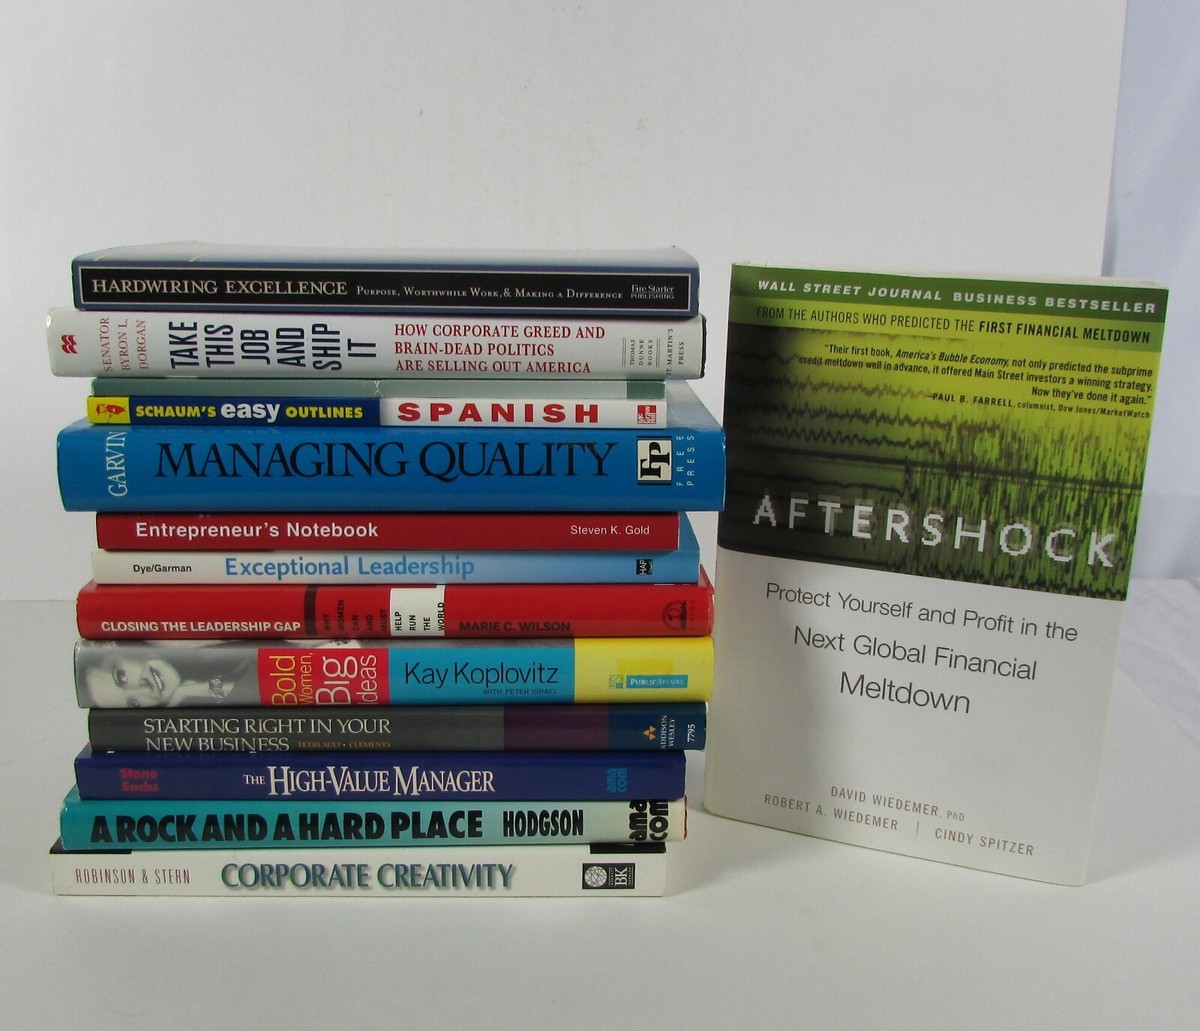 HARDWIRING EXCELLENCE PURPOSE, WORTHWHILE WORK, & MAKING A DIFFERENCE Fire Starter
PUBLISHING
SENATOR
BYRON L.
DORGAN
TAKE
THIS
JOB
AND
SHIP
IT
HOW CORPORATE GREED AND
BRAIN-DEAD POLITICS
ARE SELLING OUT AMERICA
THOMAS
DUNNE
BOOKS
ST. MARTIN'S
PRESS
SCHAUM'S easy OUTLINES SPANISH
GARVIN MANAGING QUALITY FP
FREE
PRESS
Entrepreneur's Notebook Steven K. Gold
Dye/Garman Exceptional Leadership HAP
CLOSING THE LEADERSHIP GAP
WHY
WOMEN
CAN
AND
MUST
HELP
RUN
THE
WORLD
MARIE C. WILSON
Bold
Women,
Big
Ideas
Kay Koplovitz
WITH PETER ISRAEL
PUBLICAFFAIRS
STARTING RIGHT IN YOUR
NEW BUSINESS TETREAULT • CLEMENTS
ADDISON
WESLEY
7795
Stone
Sachs
THE HIGH-VALUE MANAGER
ama
com
A ROCK AND A HARD PLACE HODGSON
ama
com
ROBINSON & STERN CORPORATE CREATIVITY BK
WALL STREET JOURNAL BUSINESS BESTSELLER
FROM THE AUTHORS WHO PREDICTED THE FIRST FINANCIAL MELTDOWN
"Their first book, America's Bubble Economy, not only predicted the subprime
credit meltdown well in advance, it offered Main Street investors a winning strategy.
Now they've done it again."
—PAUL B. FARRELL, columnist, Dow Jones/MarketWatch
AFTERSHOCK
Protect Yourself and Profit in the
Next Global Financial
Meltdown
DAVID WIEDEMER, PHD
ROBERT A. WIEDEMER | CINDY SPITZER